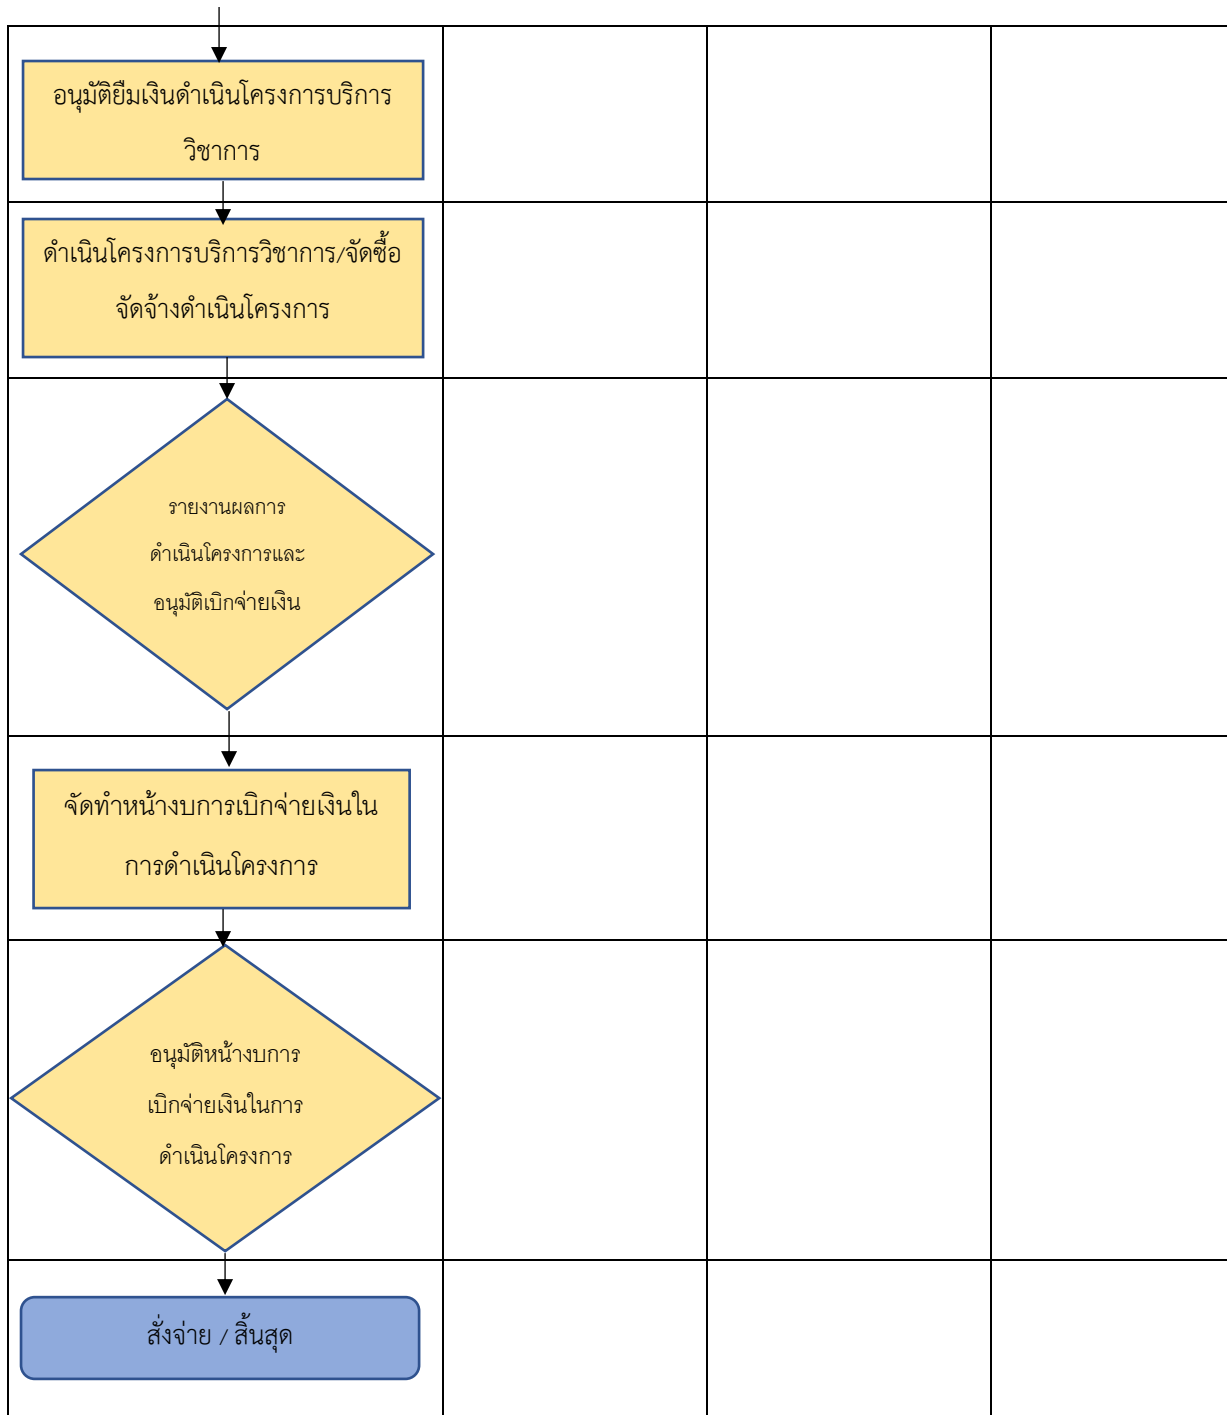 อนุมัติยืมเงินดำเนินโครงการบริการ
วิชาการ
ดำเนินโครงการบริการวิชาการ/จัดซื้อ
จัดจ้างดำเนินโครงการ
รายงานผลการ
ดำเนินโครงการและ
อนุมัติเบิกจ่ายเงิน
จัดทำหน้างบการเบิกจ่ายเงินใน
การดำเนินโครงการ
อนุมัติหน้างบการ
เบิกจ่ายเงินในการ
ดำเนินโครงการ
สั่งจ่าย / สิ้นสุด